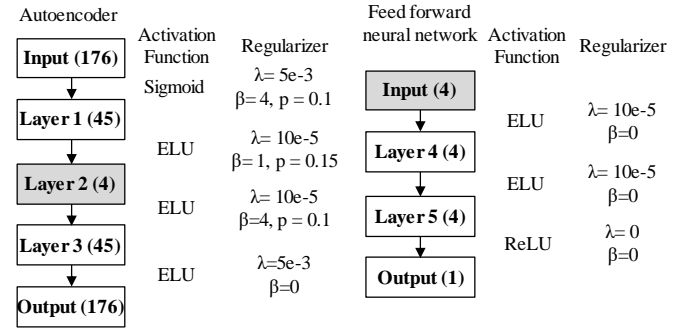 Autoencoder
Activation
Function
Regularizer
Input (176)
Sigmoid
λ= 5e-3
β=4, p = 0.1
Layer 1 (45)
ELU
λ= 10e-5
β=1, p = 0.15
Layer 2 (4)
ELU
λ= 10e-5
β=4, p = 0.1
Layer 3 (45)
ELU
λ=5e-3
β=0
Output (176)
Feed forward
neural network
Activation
Function
Regularizer
Input (4)
ELU
λ= 10e-5
β=0
Layer 4 (4)
ELU
λ= 10e-5
β=0
Layer 5 (4)
ReLU
λ= 0
β=0
Output (1)